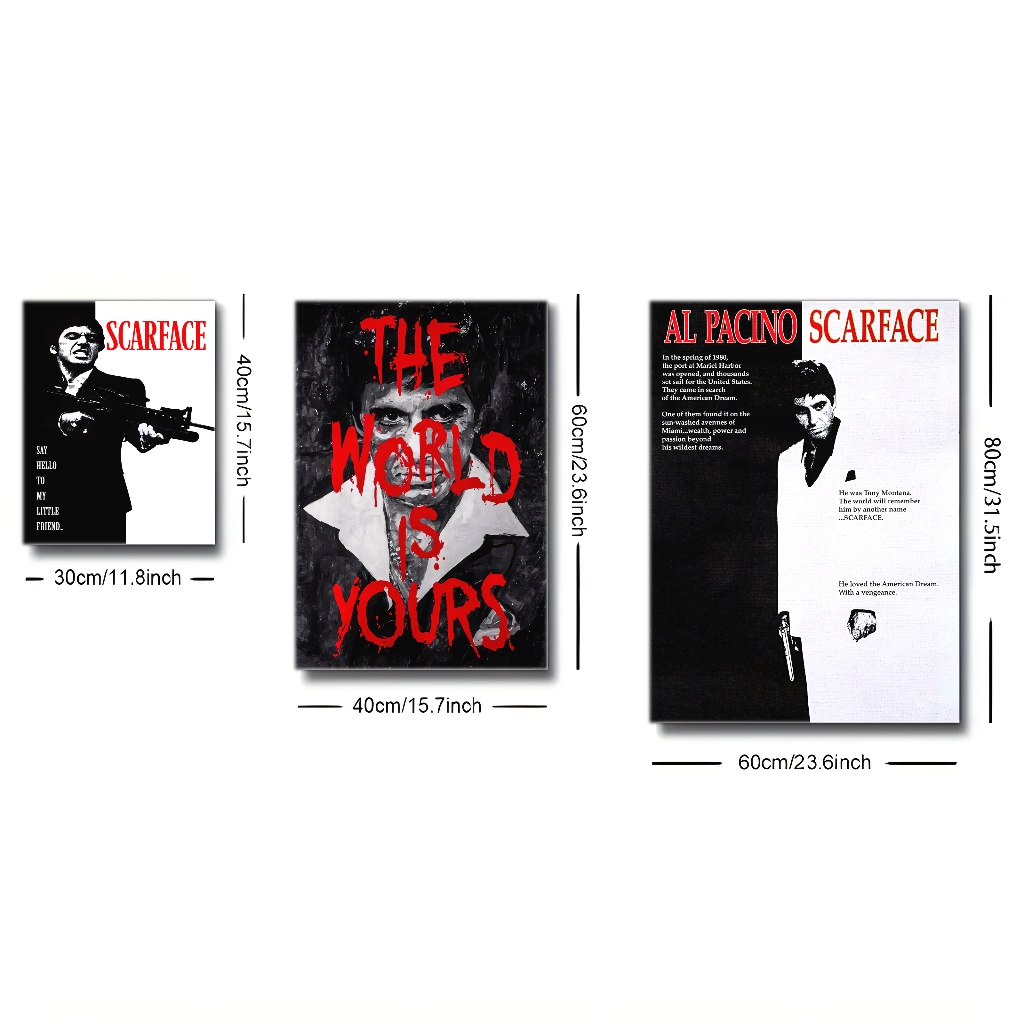 SCARFACE
SAY
HELLO
TO
MY
LITTLE
FRIEND..
40cm/15.7inch
30cm/11.8inch
THE
WORLD
IS
YOURS
60cm/23.6inch
40cm/15.7inch
AL PACINO SCARFACE
In the spring of 1980,
the port at Mariel Harbor
was opened, and thousands
set sail for the United States.
They came in search
of the American Dream.
One of them found it on the
sun-washed avenues of
Miami...wealth, power and
passion beyond
his wildest dreams.
He was Tony Montana.
The world will remember
him by another name
...SCARFACE.
He loved the American Dream.
With a vengeance.
80cm/31.5inch
60cm/23.6inch